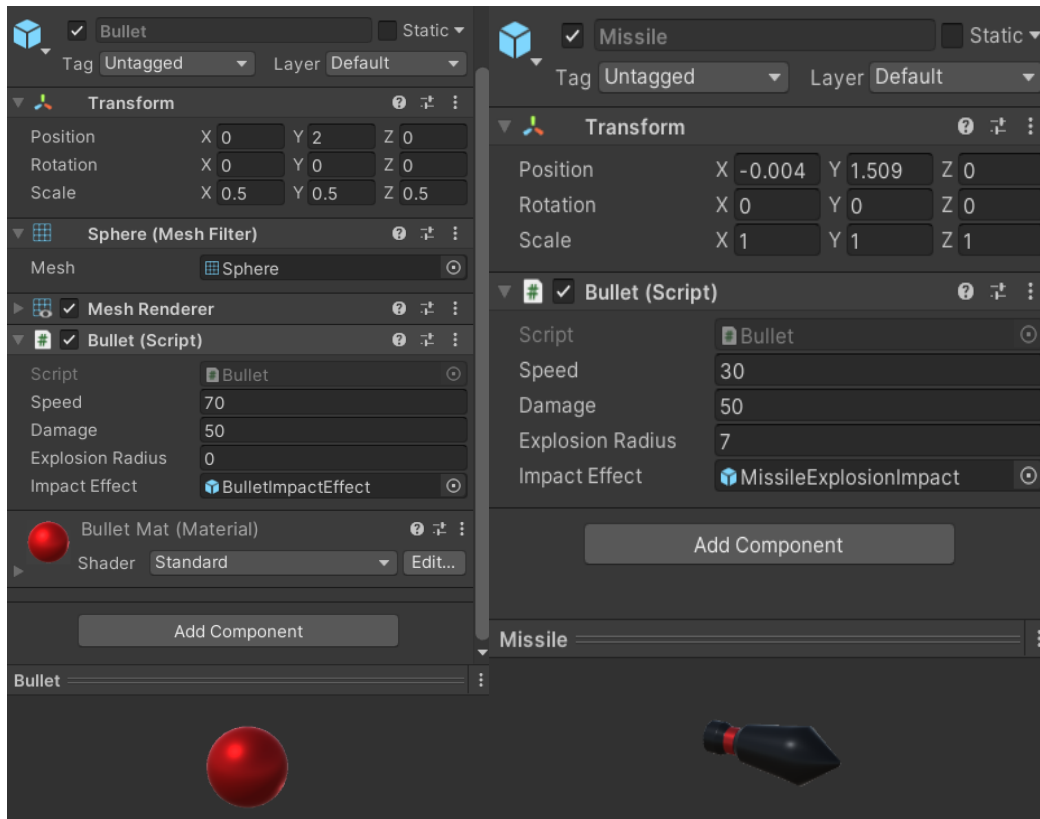 Bullet Static
Tag Untagged Layer Default
Transform
Position X 0 Y 2 Z 0
Rotation X 0 Y 0 Z 0
Scale X 0.5 Y 0.5 Z 0.5
Sphere (Mesh Filter)
Mesh Sphere
Mesh Renderer
Bullet (Script)
Script Bullet
Speed 70
Damage 50
Explosion Radius 0
Impact Effect BulletImpactEffect
Bullet Mat (Material)
Shader Standard Edit...
Add Component
Bullet
Missile Static
Tag Untagged Layer Default
Transform
Position X -0.004 Y 1.509 Z 0
Rotation X 0 Y 0 Z 0
Scale X 1 Y 1 Z 1
Bullet (Script)
Script Bullet
Speed 30
Damage 50
Explosion Radius 7
Impact Effect MissileExplosionImpact
Add Component
Missile